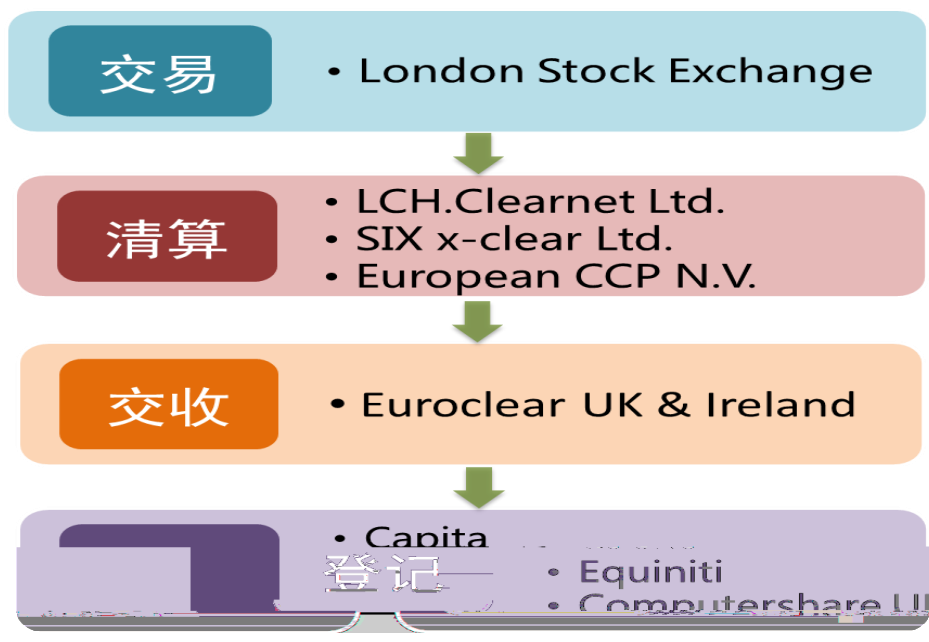 交易
• London Stock Exchange
清算
• LCH.Clearnet Ltd.
• SIX x-clear Ltd.
• European CCP N.V.
交收
• Euroclear UK & Ireland
登记
• Capita
• Equiniti
• Computershare